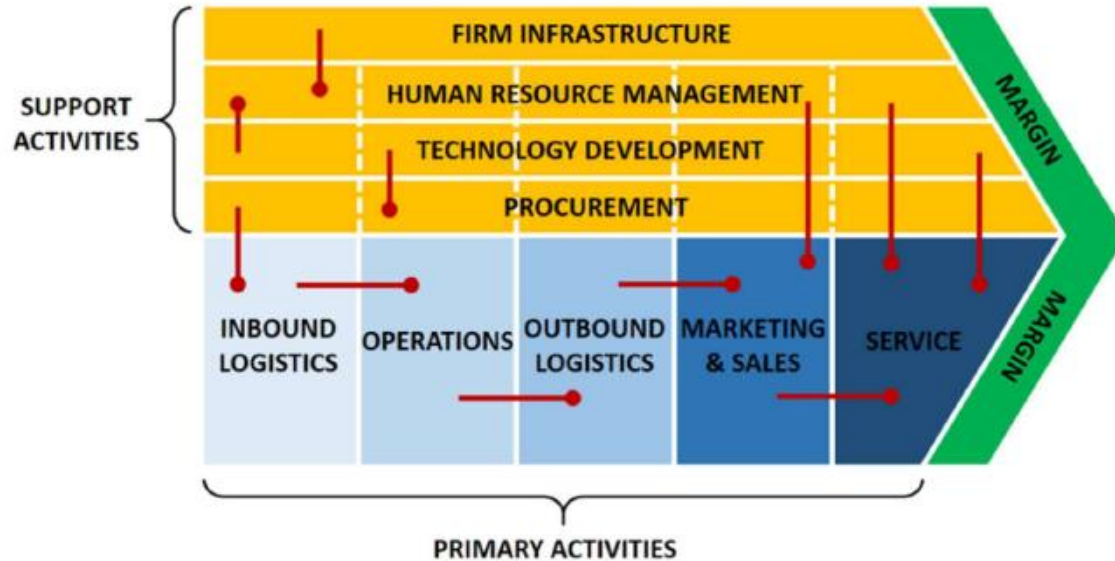 FIRM INFRASTRUCTURE
SUPPORT
ACTIVITIES
HUMAN RESOURCE MANAGEMENT
TECHNOLOGY DEVELOPMENT
PROCUREMENT
MARGIN
INBOUND
LOGISTICS
OPERATIONS
OUTBOUND
LOGISTICS
MARKETING
& SALES
SERVICE
MARGIN
PRIMARY ACTIVITIES